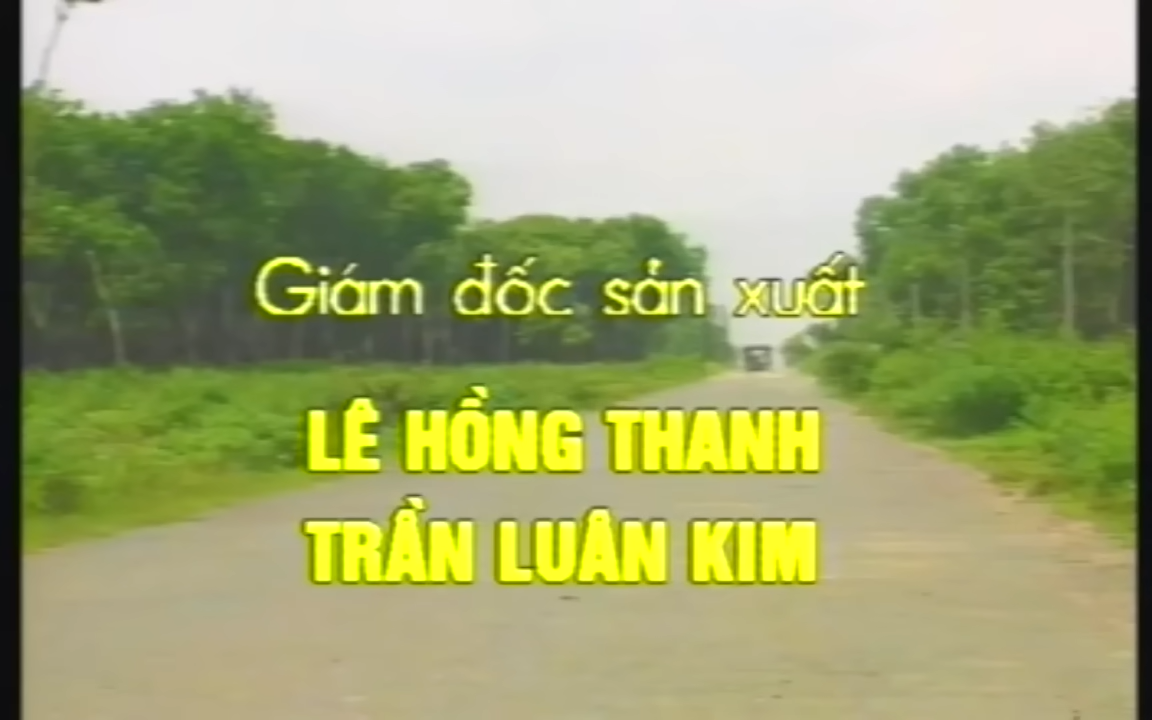 Giám đốc sản xuất
LÊ HỒNG THANH
TRẦN LUÂN KIM